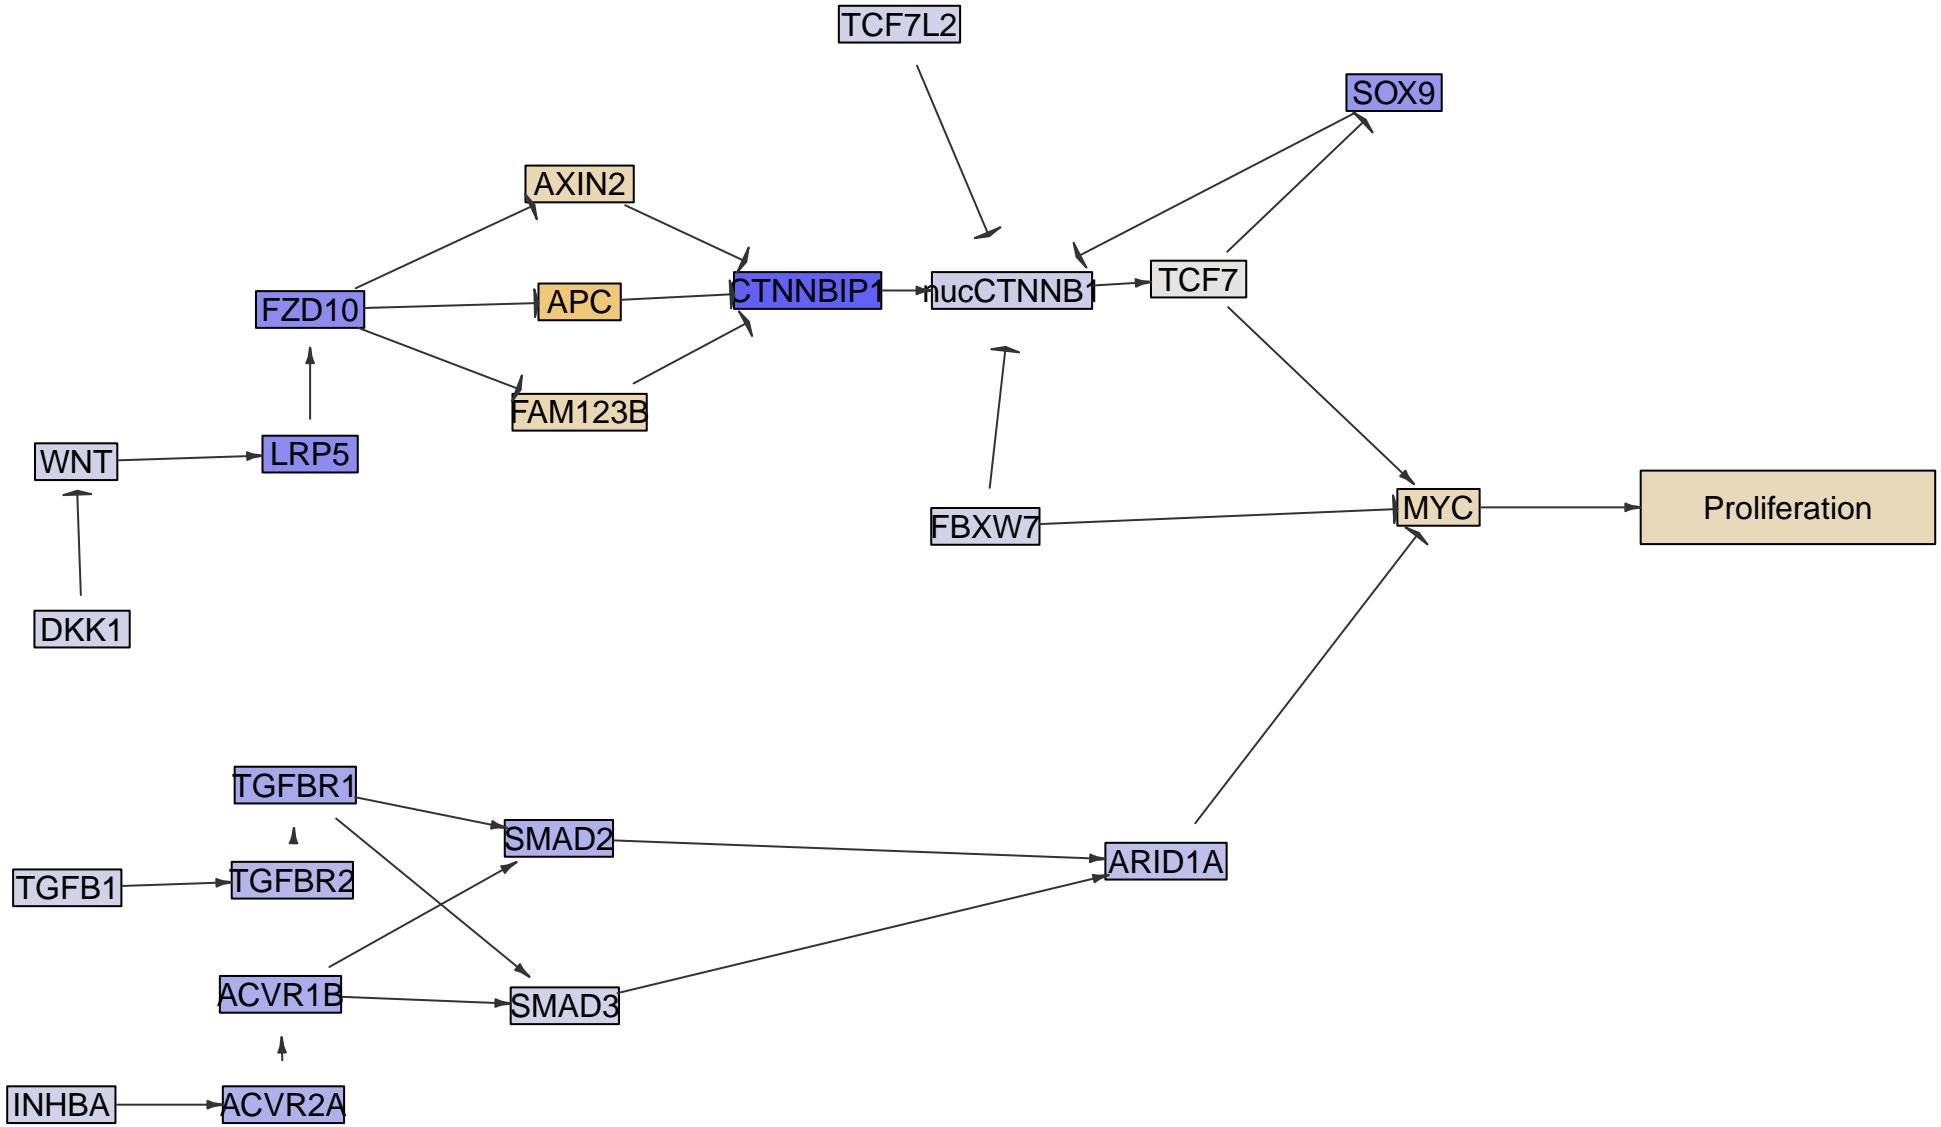 TCF7L2
SOX9
AXIN2
FZD10
APC
CTNNBIP1
nucCTNNB1
TCF7
FAM123B
WNT
LRP5
FBXW7
MYC
Proliferation
DKK1
TGFBR1
SMAD2
TGFB1
TGFBR2
ARID1A
ACVR1B
SMAD3
INHBA
ACVR2A